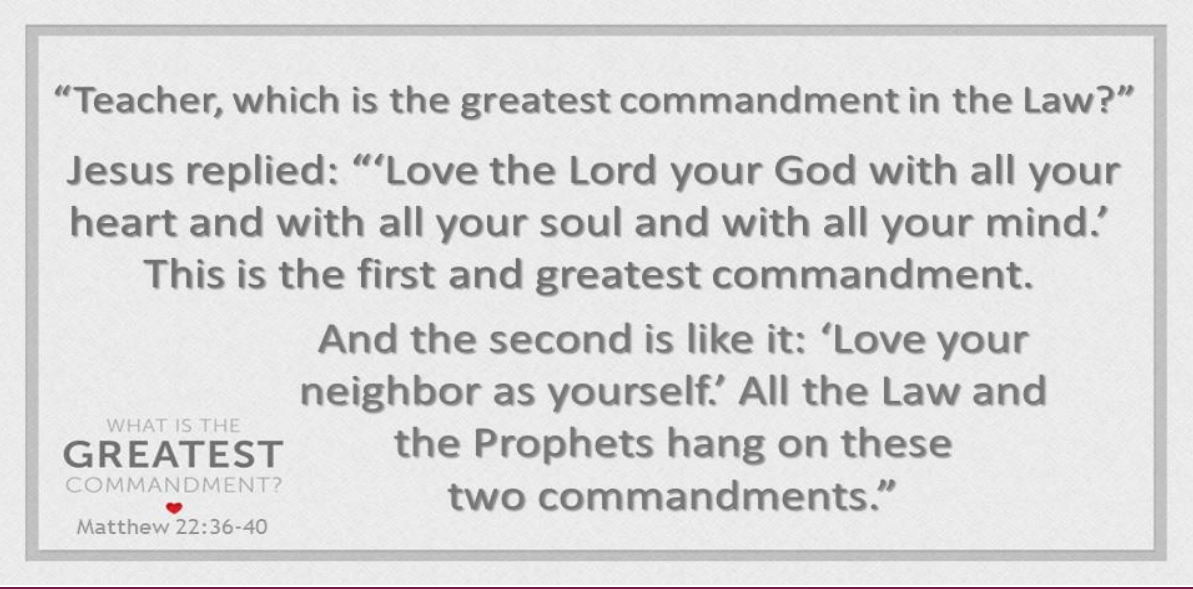 “Teacher, which is the greatest commandment in the Law?”
Jesus replied: “‘Love the Lord your God with all your
heart and with all your soul and with all your mind.’
This is the first and greatest commandment.
And the second is like it: ‘Love your
neighbor as yourself.’ All the Law and
the Prophets hang on these
two commandments.”
WHAT IS THE
GREATEST
COMMANDMENT?
Matthew 22:36-40